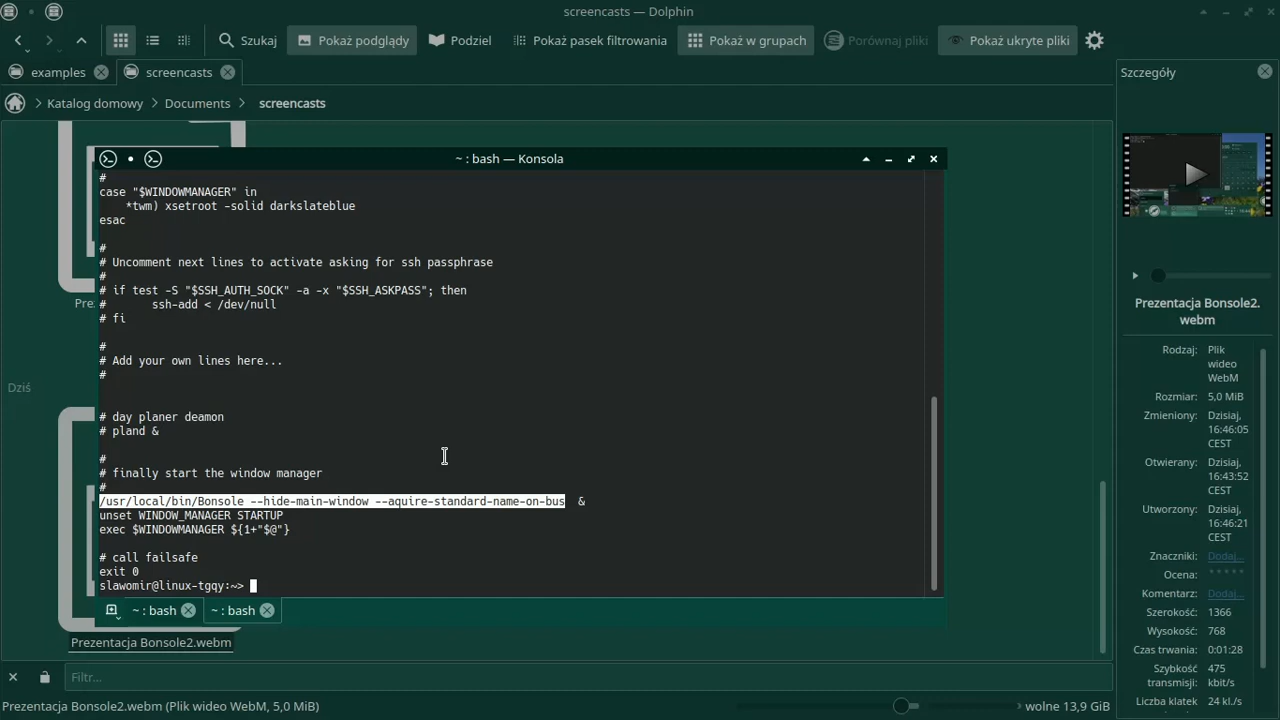 screencasts — Dolphin
Szukaj
Pokaż podglądy
Podziel
Pokaż pasek filtrowania
Pokaż w grupach
Porównaj pliki
Pokaż ukryte pliki
examples
screencasts
Szczegóły
Katalog domowy
Documents
screencasts
~ : bash — Konsola
#
case "$WINDOWMANAGER" in
*twm) xsetroot -solid darkslateblue
esac
#
# Uncomment next lines to activate asking for ssh passphrase
#
# if test -S "$SSH_AUTH_SOCK" -a -x "$SSH_ASKPASS"; then
#       ssh-add < /dev/null
# fi
#
# Add your own lines here...
#
# day planer deamon
# pland &
#
# finally start the window manager
#
/usr/local/bin/Bonsole --hide-main-window --aquire-standard-name-on-bus  &
unset WINDOW_MANAGER STARTUP
exec $WINDOWMANAGER ${1+"$@"}
# call failsafe
exit 0
slawomir@linux-tgqy:~>
~ : bash
~ : bash
Prez
Dziś
Prezentacja Bonsole2.webm
Filtr...
Prezentacja Bonsole2.webm (Plik wideo WebM, 5,0 MiB)
wolne 13,9 GiB
Prezentacja Bonsole2.
webm
Rodzaj: Plik
wideo
WebM
Rozmiar: 5,0 MiB
Zmieniony: Dzisiaj,
16:46:05
CEST
Otwierany: Dzisiaj,
16:43:52
CEST
Utworzony: Dzisiaj,
16:46:21
CEST
Znaczniki: Dodaj...
Ocena:
Komentarz: Dodaj...
Szerokość: 1366
Wysokość: 768
Czas trwania: 0:01:28
Szybkość 475
transmisji: kbit/s
Liczba klatek 24 kl./s